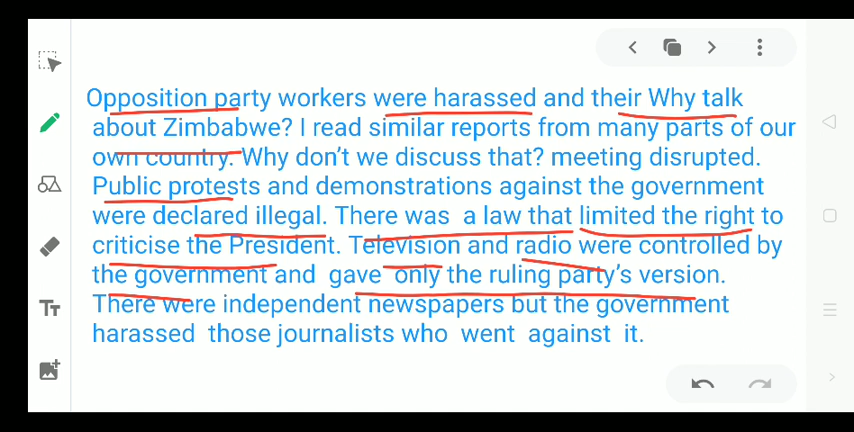 Opposition party workers were harassed and their Why talk
about Zimbabwe? I read similar reports from many parts of our
own country. Why don't we discuss that? meeting disrupted.
Public protests and demonstrations against the government
were declared illegal. There was a law that limited the right to
criticise the President. Television and radio were controlled by
the government and gave only the ruling party's version.
There were independent newspapers but the government
harassed those journalists who went against it.
TT